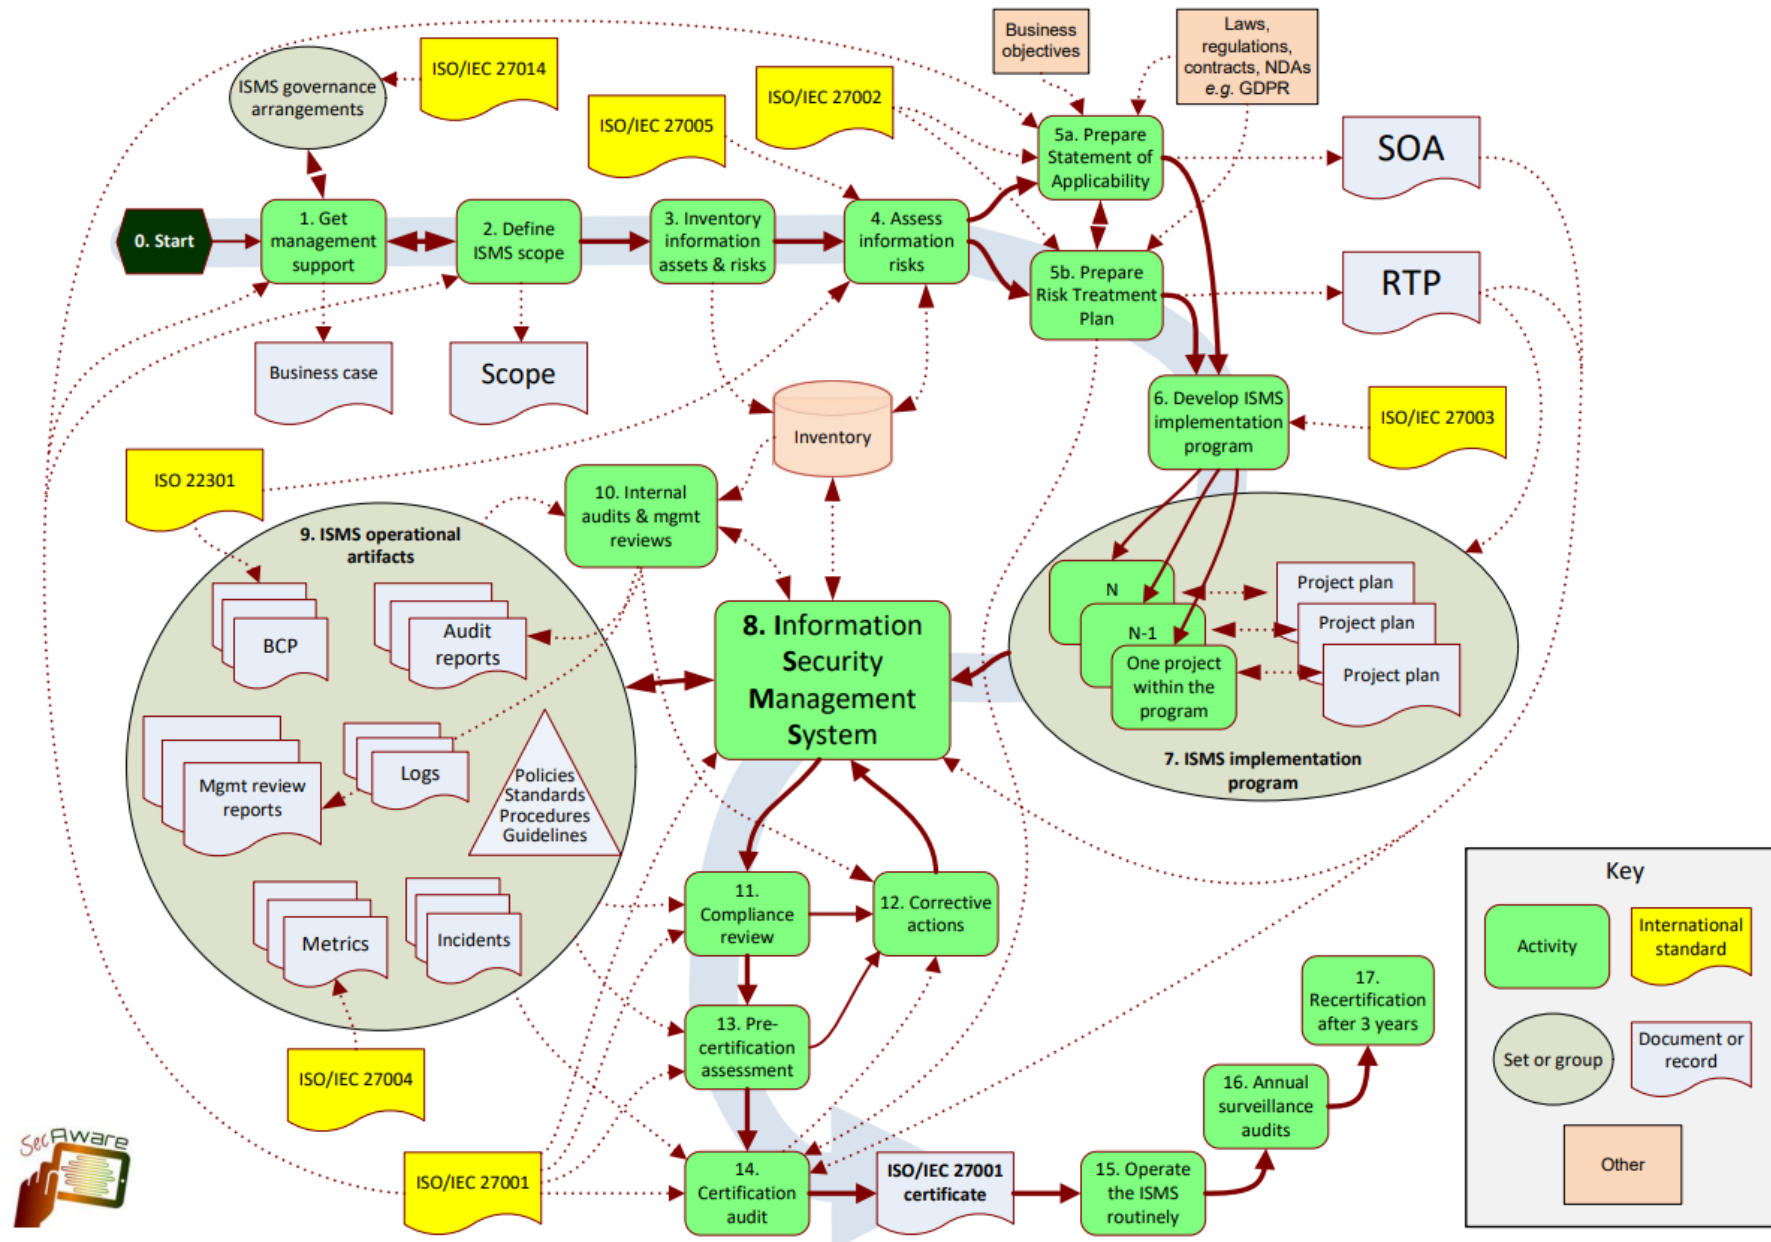 Business
objectives
Laws,
regulations,
contracts, NDAs
e.g. GDPR
ISMS governance
arrangements
ISO/IEC 27014
ISO/IEC 27005
ISO/IEC 27002
5a. Prepare
Statement of
Applicability
SOA
0. Start
1. Get
management
support
2. Define
ISMS scope
3. Inventory
information
assets & risks
4. Assess
information
risks
5b. Prepare
Risk Treatment
Plan
RTP
Business case
Scope
Inventory
6. Develop ISMS
implementation
program
ISO/IEC 27003
ISO 22301
10. Internal
audits & mgmt
reviews
9. ISMS operational
artifacts
BCP
Audit
reports
Mgmt review
reports
Logs
Policies
Standards
Procedures
Guidelines
Metrics
Incidents
8. Information
Security
Management
System
N
N-1
One project
within the
program
Project plan
Project plan
Project plan
7. ISMS implementation
program
11.
Compliance
review
12. Corrective
actions
13. Pre-
certification
assessment
ISO/IEC 27004
ISO/IEC 27001
14.
Certification
audit
ISO/IEC 27001
certificate
15. Operate
the ISMS
routinely
16. Annual
surveillance
audits
17.
Recertification
after 3 years
Key
Activity
International
standard
Set or group
Document or
record
Other
SecAware